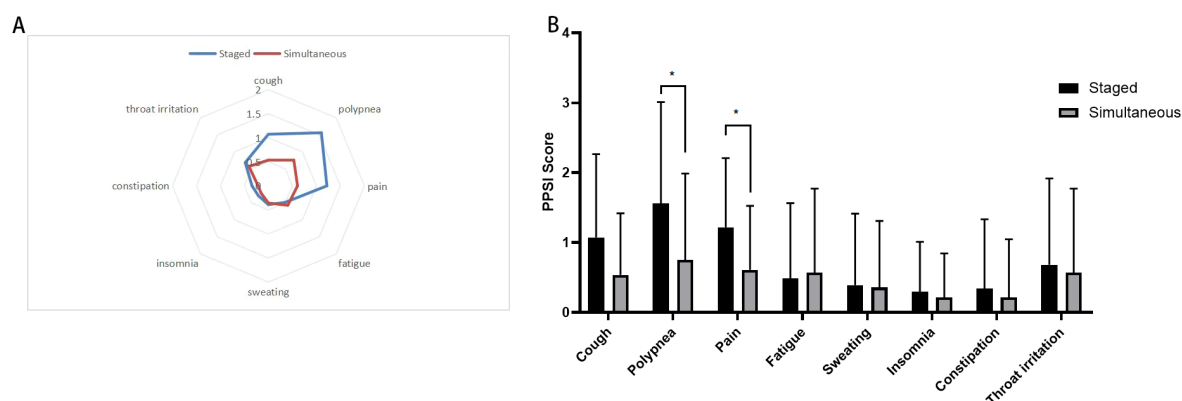 A
Staged Simultaneous
cough
2
throat irritation
polypnea
1.5
1
0.5
constipation
0
pain
insomnia
fatigue
sweating
B
4
3
2
1
0
PPSI Score
*
*
Staged
Simultaneous
Cough
Polypnea
Pain
Fatigue
Sweating
Insomnia
Constipation
Throat irritation